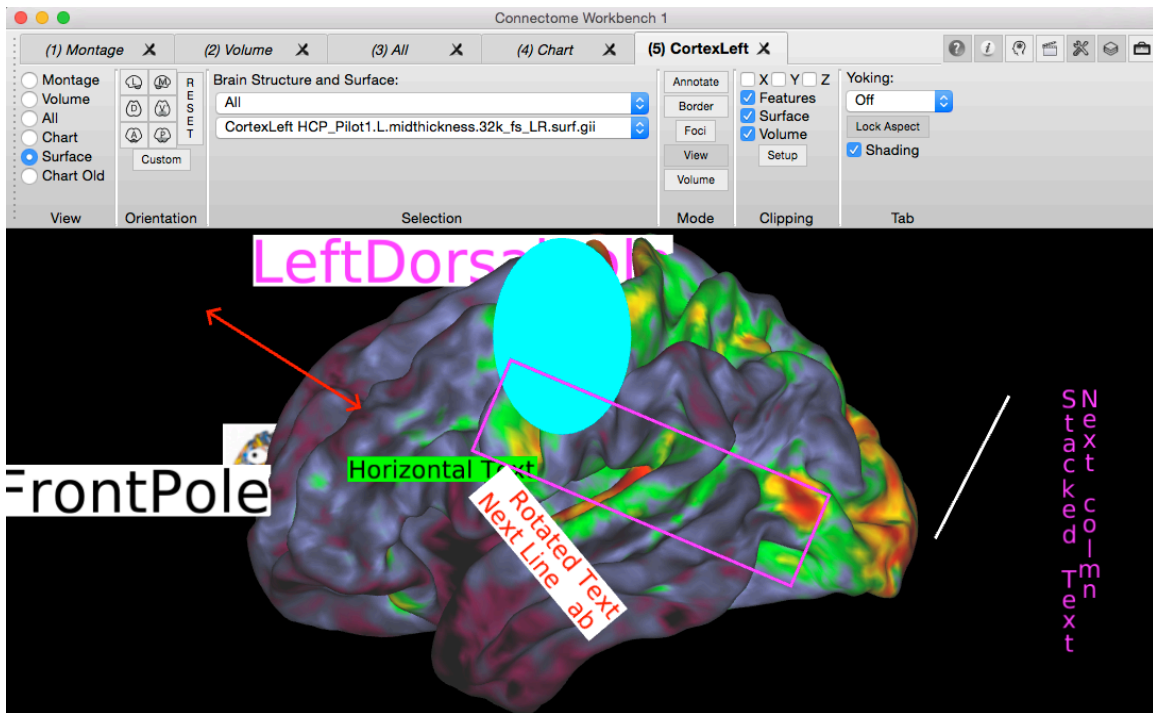 Connectome Workbench 1
(1) Montage
(2) Volume
(3) All
(4) Chart
(5) CortexLeft
Montage
Volume
All
Chart
Surface
Chart Old
View
L M
D V
A P
RESET
Custom
Orientation
Brain Structure and Surface:
All
CortexLeft HCP_Pilot1.L.midthickness.32k_fs_LR.surf.gii
Selection
Annotate
Border
Foci
View
Volume
Mode
X Y Z
Features
Surface
Volume
Setup
Clipping
Yoking:
Off
Lock Aspect
Shading
Tab
FrontPole
Horizontal Text
Rotated Text
Next Line ab
Stacked Text
Next colmn